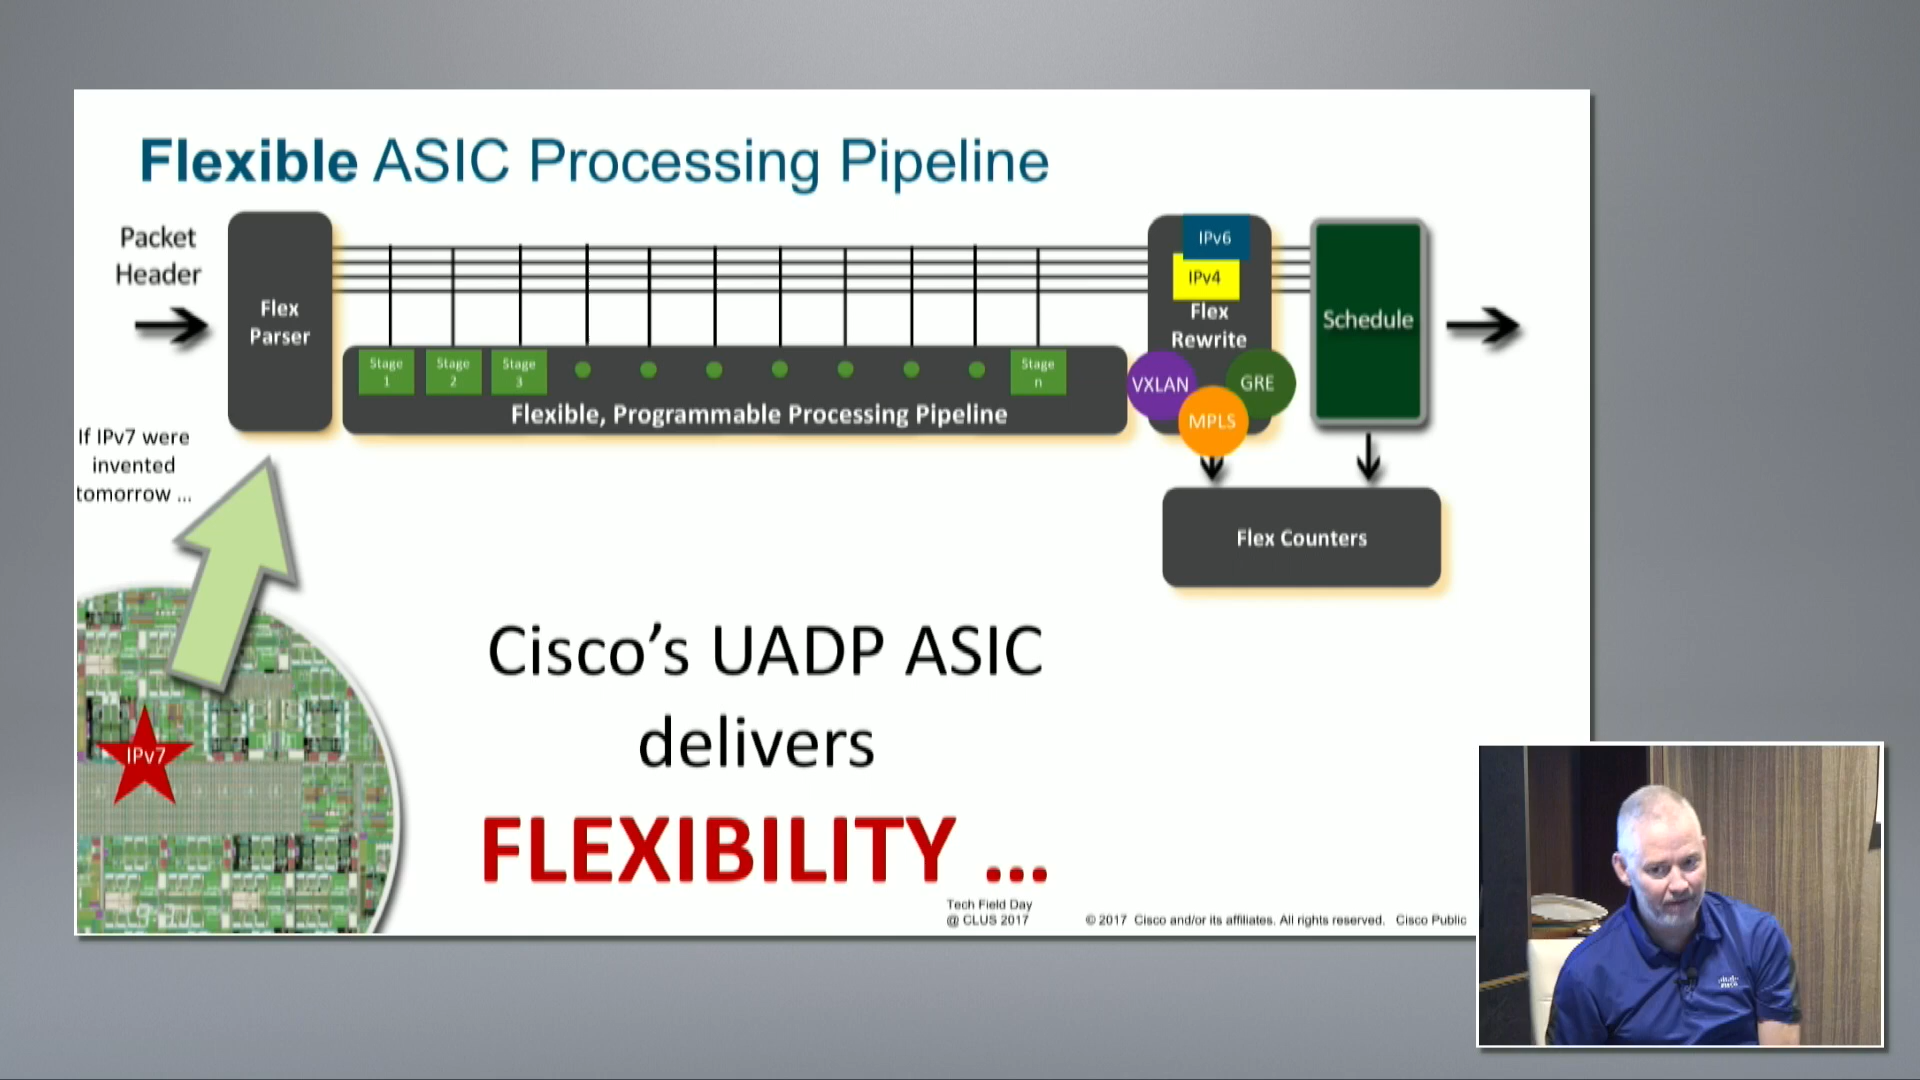 Flexible ASIC Processing Pipeline
Packet
Header
Flex
Parser
Stage
1
Stage
2
Stage
3
Stage
n
Flexible, Programmable Processing Pipeline
IPv6
IPv4
Flex
Rewrite
VXLAN
GRE
MPLS
Schedule
Flex Counters
If IPv7 were
invented
tomorrow ...
IPv7
Cisco's UADP ASIC
delivers
FLEXIBILITY ...
Tech Field Day
@ CLUS 2017
© 2017 Cisco and/or its affiliates. All rights reserved. Cisco Public
CISCO